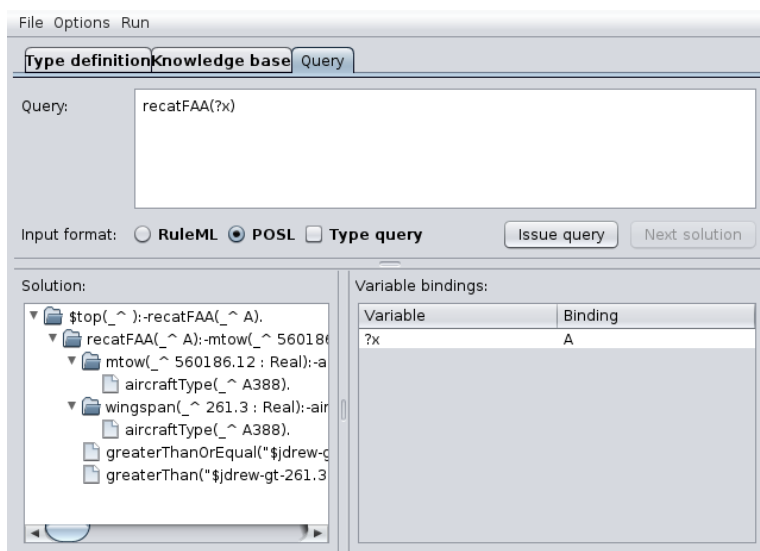 File Options Run
Type definition Knowledge base Query
Query: recatFAA(?x)
Input format: RuleML POSL Type query Issue query Next solution
Solution:
$top(_^ ):-recatFAA(_^ A).
recatFAA(_^ A):-mtow(_^ 560186
mtow(_^ 560186.12 : Real):-a
aircraftType(_^ A388).
wingspan(_^ 261.3 : Real):-air
aircraftType(_^ A388).
greaterThanOrEqual("$jdrew-g
greaterThan("$jdrew-gt-261.3
Variable bindings:
Variable Binding
?x A